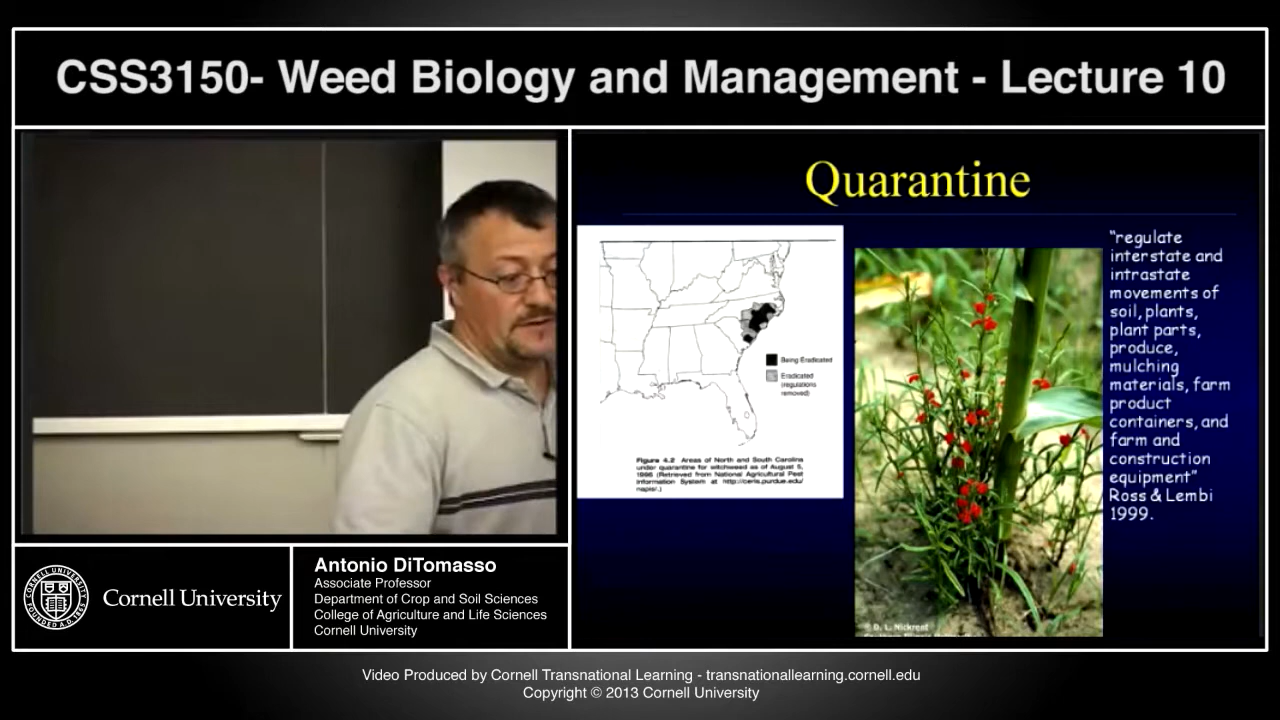 CSS3150- Weed Biology and Management - Lecture 10
Quarantine
Being Eradicated
Eradicated
(regulations
removed)
Figure 4.2 Areas of North and South Carolina
under quarantine for witchweed as of August 5,
1998 (Retrieved from National Agricultural Pest
Information System at http://ceris.purdue.edu/
napis/.)
© D. L. Nickrent
"regulate
interstate and
intrastate
movements of
soil, plants,
plant parts,
produce,
mulching
materials, farm
product
containers, and
farm and
construction
equipment"
Ross & Lembi
1999.
CORNELL UNIVERSITY
FOUNDED A.D.
Cornell University
Antonio DiTomasso
Associate Professor
Department of Crop and Soil Sciences
College of Agriculture and Life Sciences
Cornell University
Video Produced by Cornell Transnational Learning - transnationallearning.cornell.edu
Copyright © 2013 Cornell University